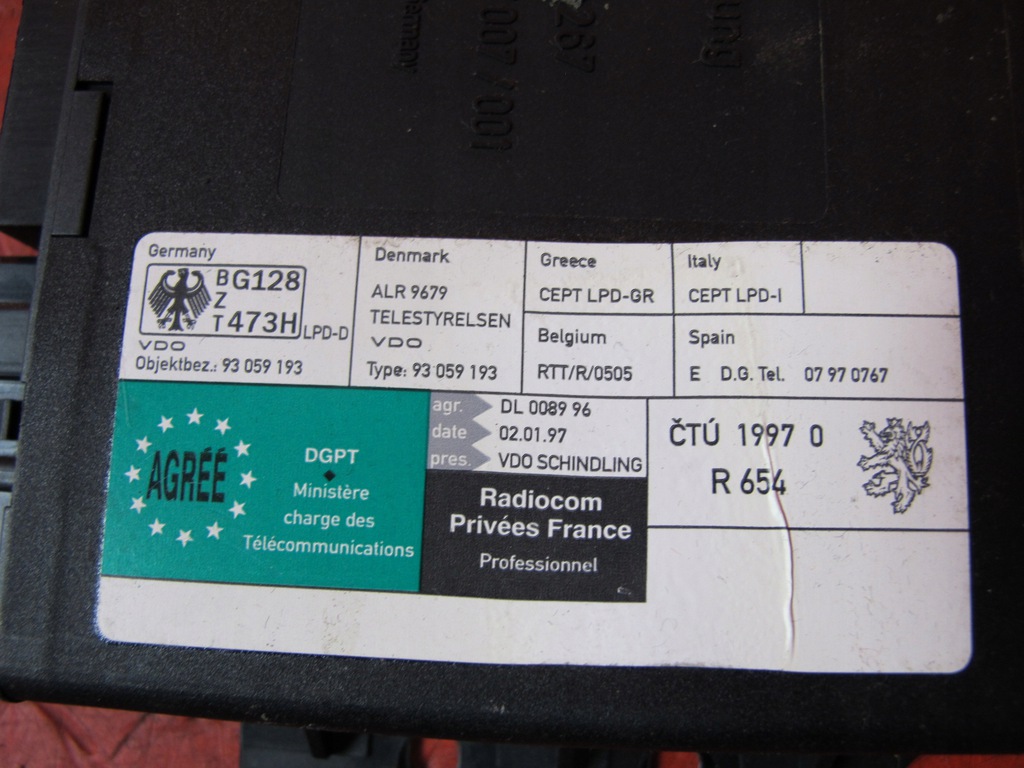 Germany
BG128
Z
T473H
LPD-D
VDO
Objektbez.: 93 059 193
Denmark
ALR 9679
TELESTYRELSEN
VDO
Type: 93 059 193
Greece
CEPT LPD-GR
Italy
CEPT LPD-I
Belgium
RTT/R/0505
Spain
E D.G. Tel. 07 97 0767
AGRÉÉ
DGPT
Ministère
charge des
Télécommunications
agr. DL 0089 96
date 02.01.97
pres. VDO SCHINDLING
Radiocom
Privées France
Professionnel
ČTÚ 1997 0
R 654
267
007 / 001